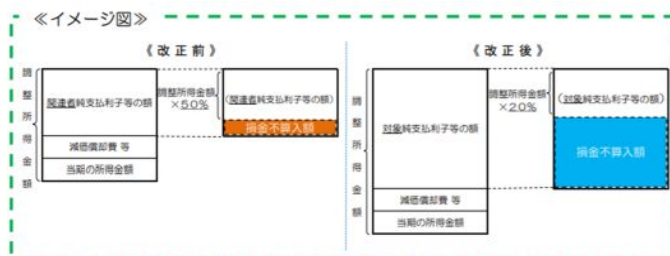 ≪イメージ図≫
《改正前》
調整所得金額
関連者純支払利子等の額
減価償却費 等
当期の所得金額
調整所得金額
×50%
(関連者純支払利子等の額)
損金不算入額
《改正後》
調整所得金額
対象純支払利子等の額
減価償却費 等
当期の所得金額
調整所得金額
×20%
(対象純支払利子等の額)
損金不算入額